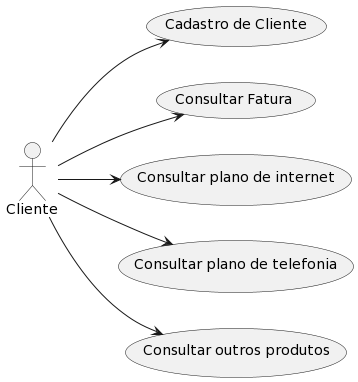 Cadastro de Cliente
Consultar Fatura
Consultar plano de internet
Cliente
Consultar plano de telefonia
Consultar outros produtos